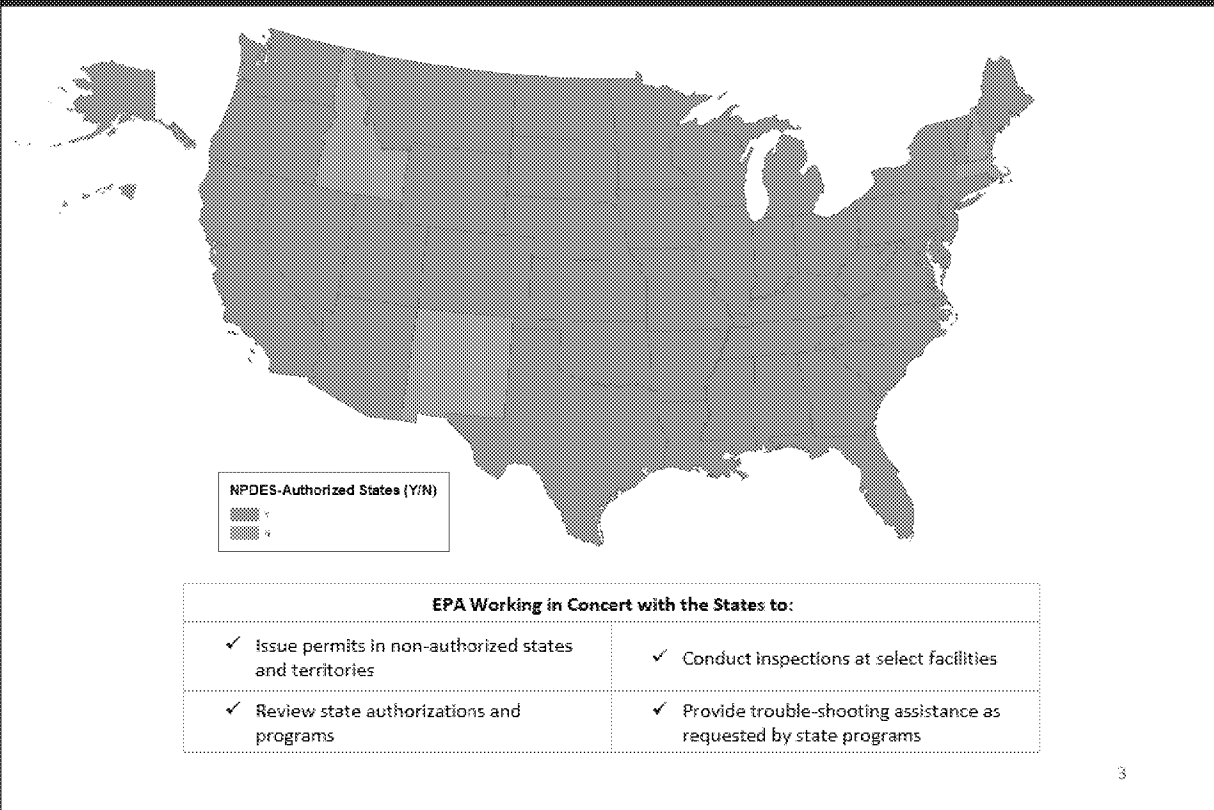 NPDES-Authorized States (Y/N)
Y
N
EPA Working in Concert with the States to:
✓ Issue permits in non-authorized states
and territories
✓ Conduct inspections at select facilities
✓ Review state authorizations and
programs
✓ Provide trouble-shooting assistance as
requested by state programs
3